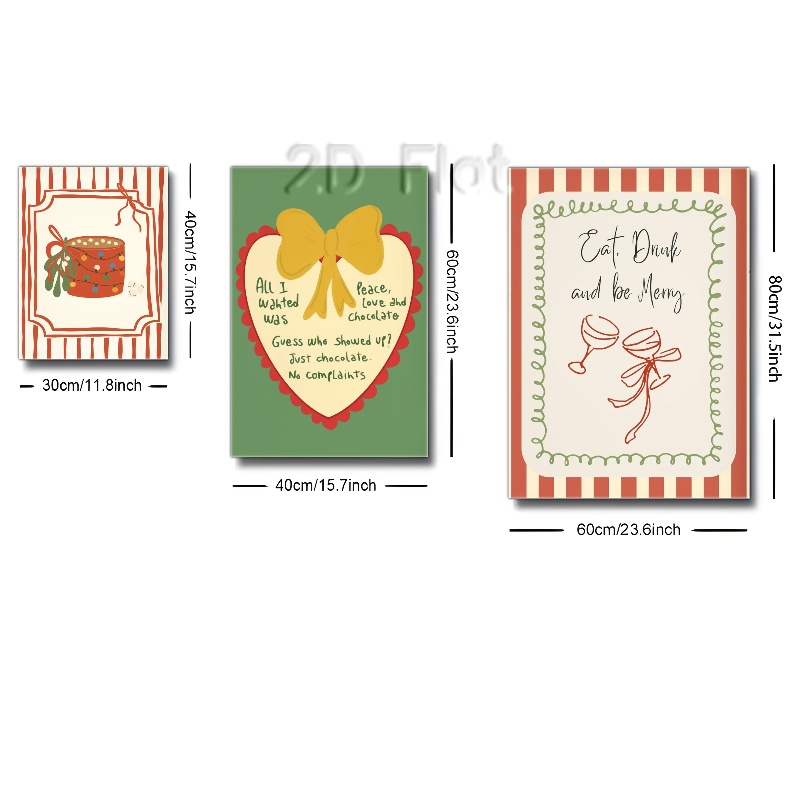 2D Flat
40cm/15.7inch
30cm/11.8inch
All I
wanted
was
Peace,
love and
chocolate
Guess who showed up?
Just chocolate.
No complaints
60cm/23.6inch
40cm/15.7inch
Eat, Drink
and be Merry
80cm/31.5inch
60cm/23.6inch